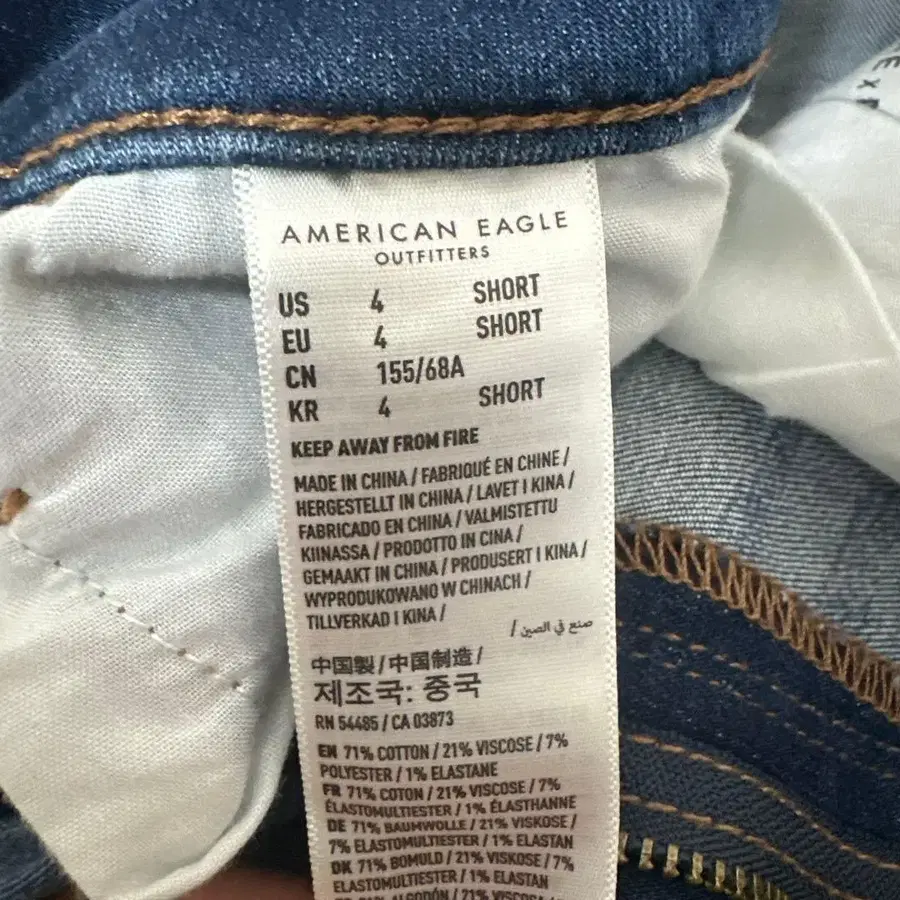 AMERICAN EAGLE
OUTFITTERS
US 4 SHORT
EU 4 SHORT
CN 155/68A
KR 4 SHORT
KEEP AWAY FROM FIRE
MADE IN CHINA / FABRIQUÉ EN CHINE /
HERGESTELLT IN CHINA / LAVET I KINA /
FABRICADO EN CHINA / VALMISTETTU
KIINASSA / PRODOTTO IN CINA /
GEMAAKT IN CHINA / PRODUSERT I KINA /
WYPRODUKOWANO W CHINACH /
TILLVERKAD I KINA /
صنع في الصين /
中国製 / 中国制造 /
제조국: 중국
RN 54485 / CA 03873
EN 71% COTTON / 21% VISCOSE / 7%
POLYESTER / 1% ELASTANE
FR 71% COTON / 21% VISCOSE / 7%
ÉLASTOMULTIESTER / 1% ÉLASTHANNE
DE 71% BAUMWOLLE / 21% VISKOSE /
7% ELASTOMULTIESTER / 1% ELASTAN
DK 71% BOMULD / 21% VISKOSE / 7%
ELASTOMULTIESTER / 1% ELASTAN
ALGODÓN / 21% VISCOSA